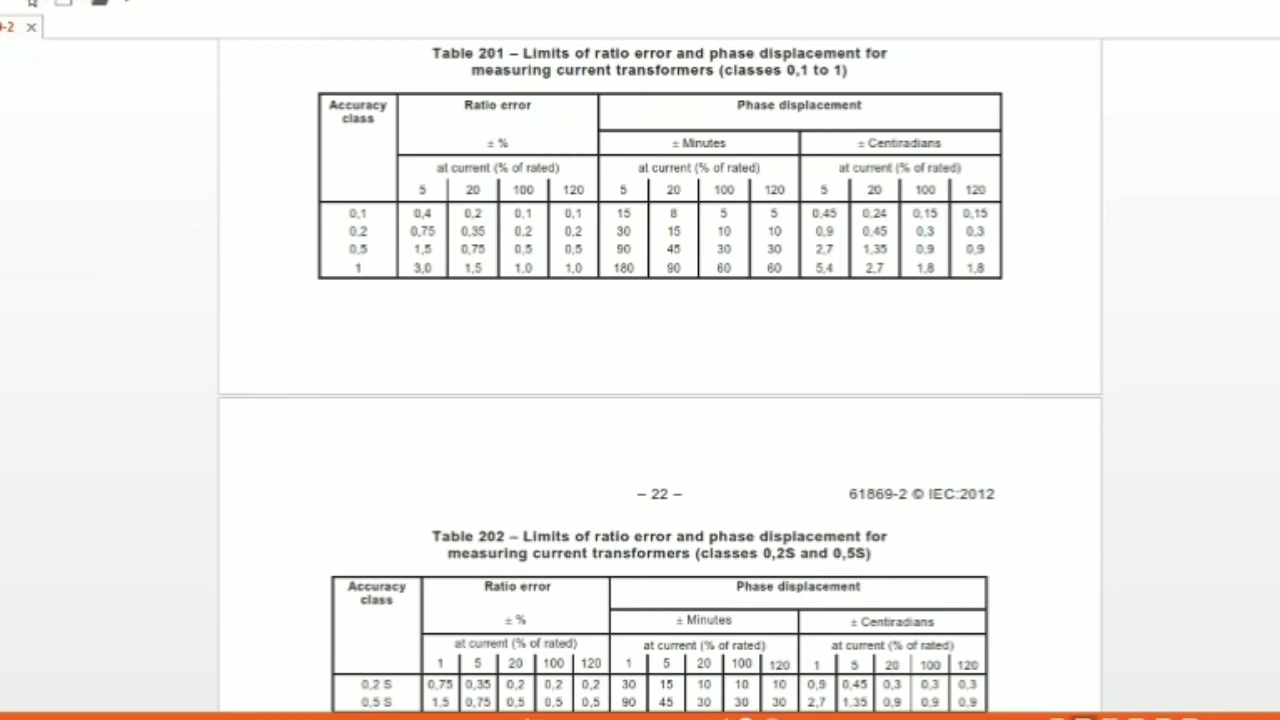 0-2
Table 201 – Limits of ratio error and phase displacement for
measuring current transformers (classes 0,1 to 1)
Accuracy class Ratio error Phase displacement
± % ± Minutes ± Centiradians
at current (% of rated) at current (% of rated) at current (% of rated)
5 20 100 120 5 20 100 120 5 20 100 120
0,1 0,4 0,2 0,1 0,1 15 8 5 5 0,45 0,24 0,15 0,15
0,2 0,75 0,35 0,2 0,2 30 15 10 10 0,9 0,45 0,3 0,3
0,5 1,5 0,75 0,5 0,5 90 45 30 30 2,7 1,35 0,9 0,9
1 3,0 1,5 1,0 1,0 180 90 60 60 5,4 2,7 1,8 1,8
– 22 – 61869-2 © IEC:2012
Table 202 – Limits of ratio error and phase displacement for
measuring current transformers (classes 0,2S and 0,5S)
Accuracy class Ratio error Phase displacement
± % ± Minutes ± Centiradians
at current (% of rated) at current (% of rated) at current (% of rated)
1 5 20 100 120 1 5 20 100 120 1 5 20 100 120
0,2 S 0,75 0,35 0,2 0,2 0,2 30 15 10 10 10 0,9 0,45 0,3 0,3 0,3
0,5 S 1,5 0,75 0,5 0,5 0,5 90 45 30 30 30 2,7 1,35 0,9 0,9 0,9